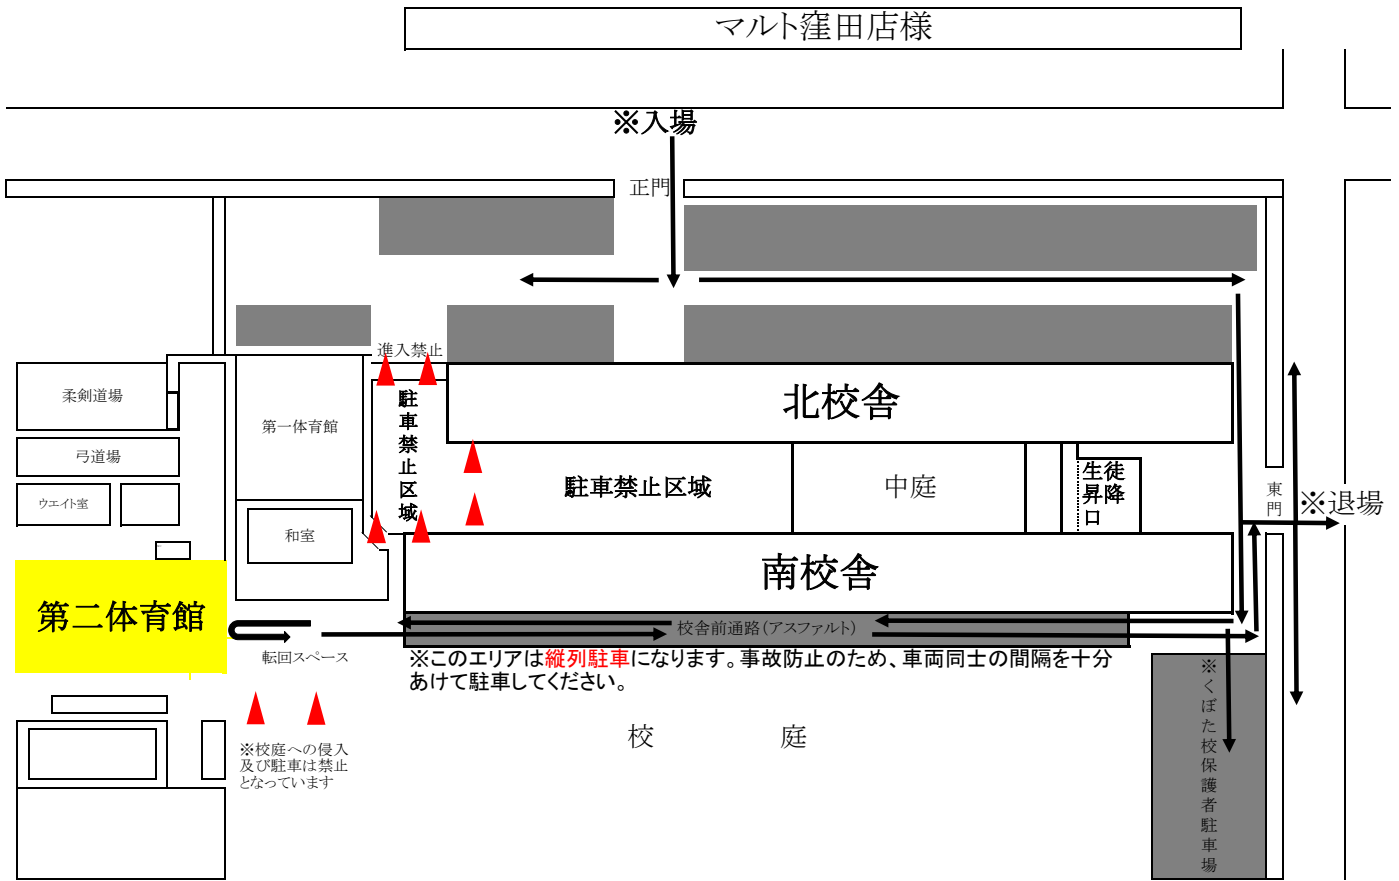 マルト窪田店様
※入場
正門
進入禁止
柔剣道場
弓道場
ウエイト室
第一体育館
和室
駐車禁止区域
北校舎
駐車禁止区域
中庭
生徒
昇降
口
東門
※退場
南校舎
第二体育館
転回スペース
校舎前通路(アスファルト)
※このエリアは縦列駐車になります。事故防止のため、車両同士の間隔を十分
あけて駐車してください。
※校庭への侵入
及び駐車は禁止
となっています
校　庭
※くぼた校保護者駐車場